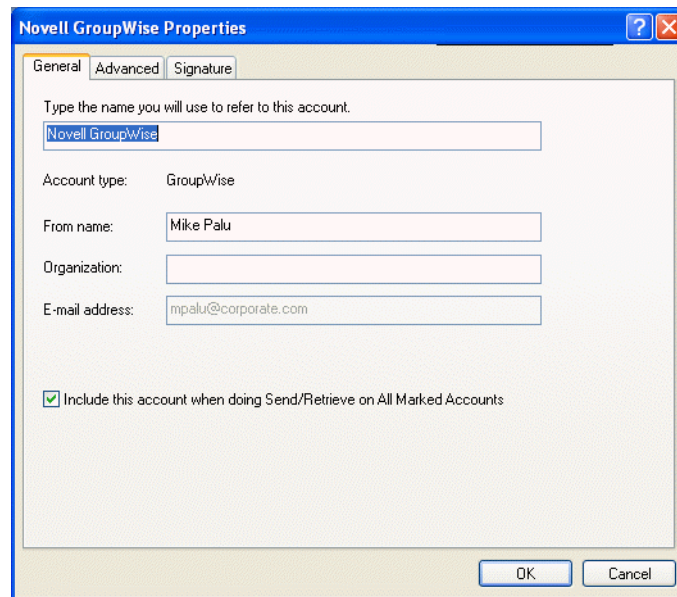 Novell GroupWise Properties
General Advanced Signature
Type the name you will use to refer to this account.
Novell GroupWise
Account type: GroupWise
From name: Mike Palu
Organization:
E-mail address: mpalu@corporate.com
Include this account when doing Send/Retrieve on All Marked Accounts
OK Cancel